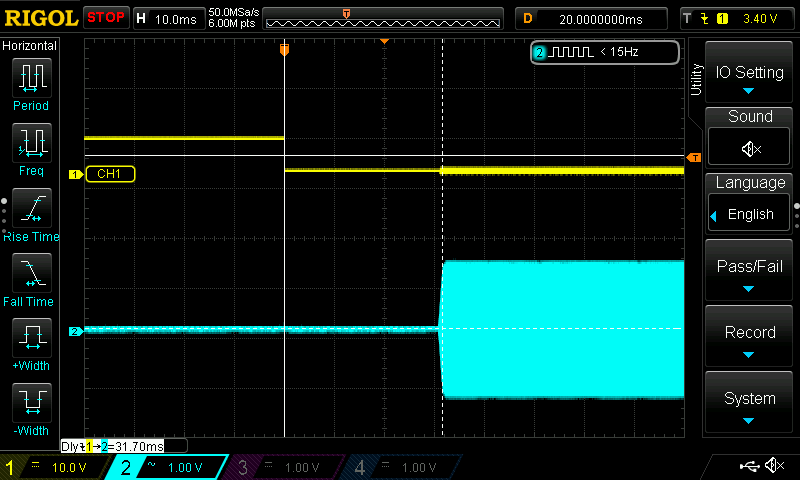 RIGOL STOP H 10.0ms 50.0MSa/s 6.00M pts T D 20.0000000ms T 1 3.40 V
Horizontal
Period
Freq
Rise Time
Fall Time
+Width
-Width
T
2 < 15Hz
1 CH1
T
2
Dly 1→2=31.70ms
Utility
IO Setting
Sound
Language
English
Pass/Fail
Record
System
1 = 10.0 V 2 ~ 1.00 V 3 = 1.00 V 4 = 1.00 V